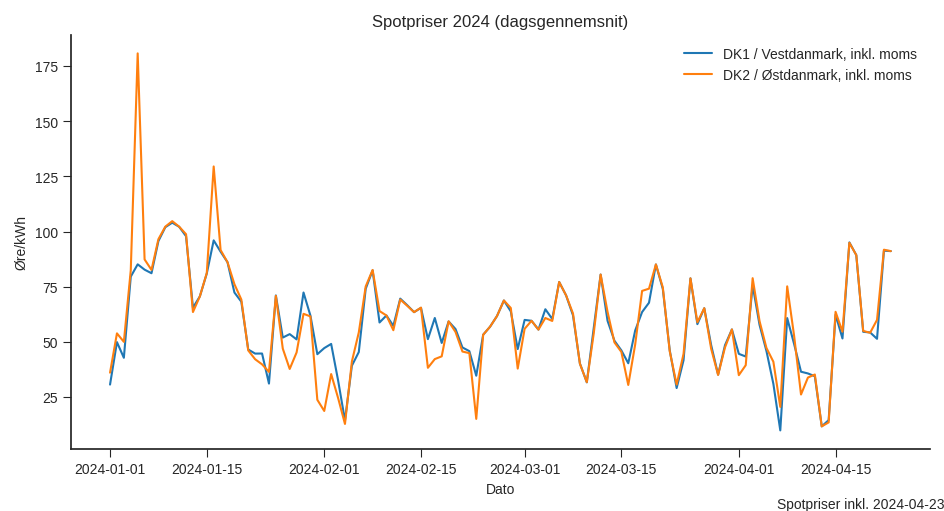 Spotpriser 2024 (dagsgennemsnit)
DK1 / Vestdanmark, inkl. moms
DK2 / Østdanmark, inkl. moms
Øre/kWh
175
150
125
100
75
50
25
2024-01-01
2024-01-15
2024-02-01
2024-02-15
2024-03-01
2024-03-15
2024-04-01
2024-04-15
Dato
Spotpriser inkl. 2024-04-23